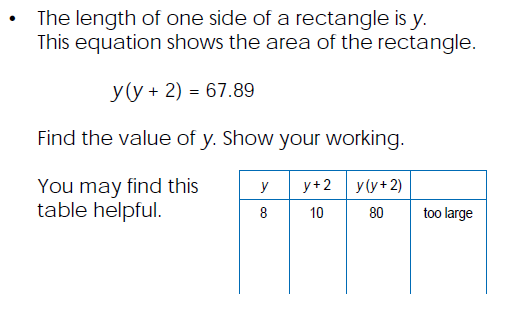 • The length of one side of a rectangle is y.
This equation shows the area of the rectangle.
y(y + 2) = 67.89
Find the value of y. Show your working.
You may find this
table helpful.
y y+2 y(y+2)
8 10 80 too large